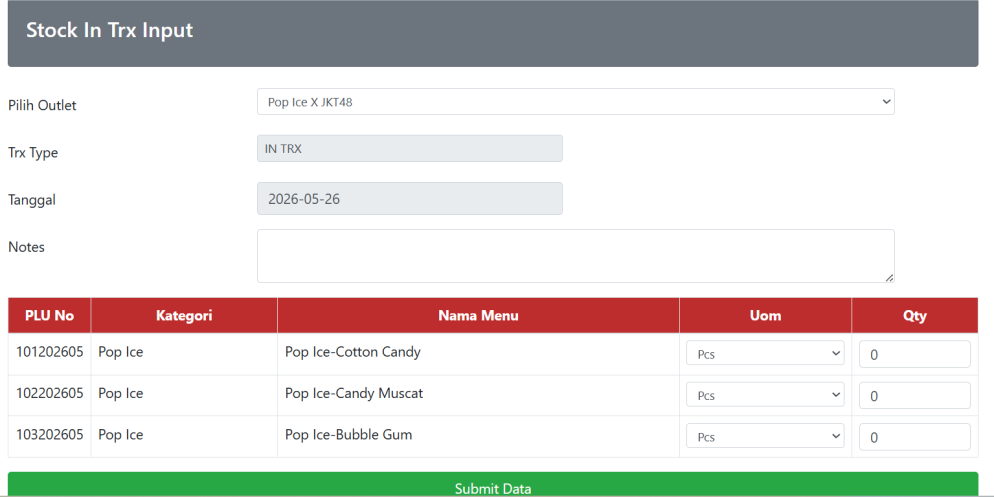 Stock In Trx Input
Pilih Outlet Pop Ice X JKT48
Trx Type IN TRX
Tanggal 2026-05-26
Notes
PLU No Kategori Nama Menu Uom Qty
101202605 Pop Ice Pop Ice-Cotton Candy Pcs 0
102202605 Pop Ice Pop Ice-Candy Muscat Pcs 0
103202605 Pop Ice Pop Ice-Bubble Gum Pcs 0
Submit Data